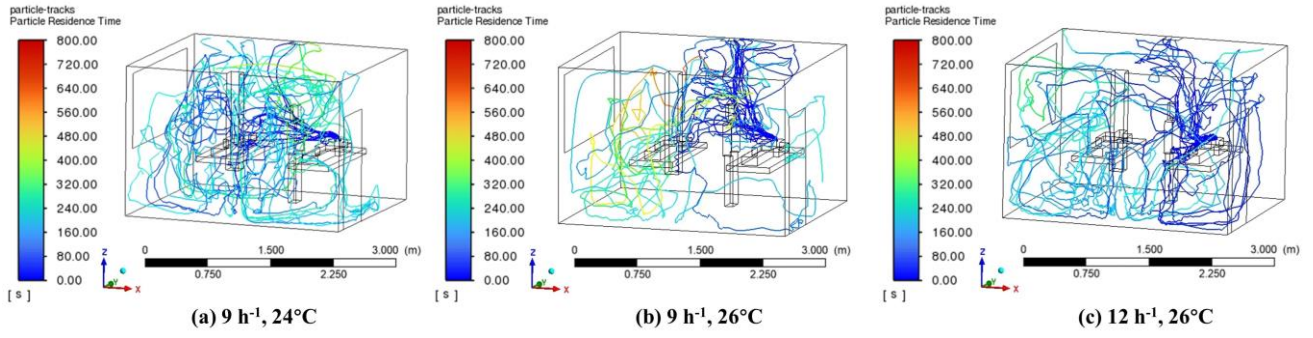 particle-tracks
Particle Residence Time
800.00
720.00
640.00
560.00
480.00
400.00
320.00
240.00
160.00
80.00
0.00
[ s ]
Z
Y
X
0 1.500 3.000 (m)
0.750 2.250
(a) 9 h⁻¹, 24°C
particle-tracks
Particle Residence Time
800.00
720.00
640.00
560.00
480.00
400.00
320.00
240.00
160.00
80.00
0.00
[ s ]
Z
Y
X
0 1.500 3.000 (m)
0.750 2.250
(b) 9 h⁻¹, 26°C
particle-tracks
Particle Residence Time
800.00
720.00
640.00
560.00
480.00
400.00
320.00
240.00
160.00
80.00
0.00
[ s ]
Z
Y
X
0 1.500 3.000 (m)
0.750 2.250
(c) 12 h⁻¹, 26°C